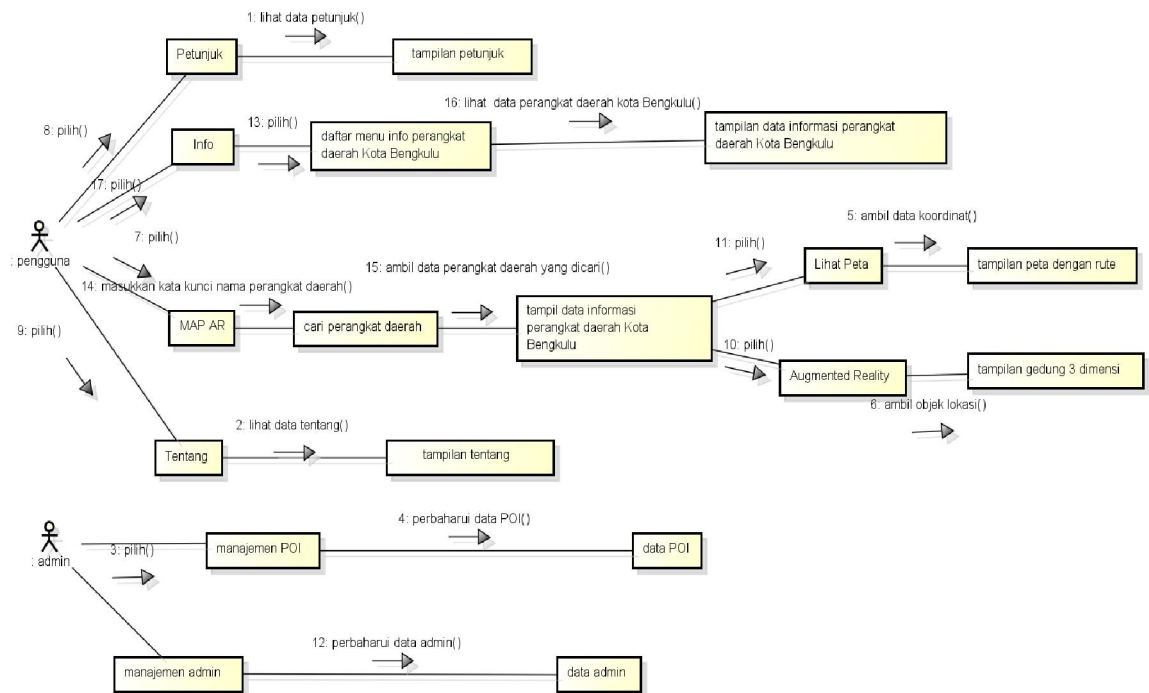 1: lihat data petunjuk()
Petunjuk
tampilan petunjuk
8: pilih()
13: pilih()
16: lihat data perangkat daerah kota Bengkulu()
Info
daftar menu info perangkat
daerah Kota Bengkulu
tampilan data informasi perangkat
daerah Kota Bengkulu
17: pilih()
: pengguna
7: pilih()
14: masukkan kata kunci nama perangkat daerah()
15: ambil data perangkat daerah yang dicari()
11: pilih()
5: ambil data koordinat()
Lihat Peta
tampilan peta dengan rute
MAP AR
cari perangkat daerah
tampil data informasi
perangkat daerah Kota
Bengkulu
10: pilih()
Augmented Reality
tampilan gedung 3 dimensi
6: ambil objek lokasi()
9: pilih()
2: lihat data tentang()
Tentang
tampilan tentang
: admin
3: pilih()
manajemen POI
4: perbaharui data POI()
data POI
12: perbaharui data admin()
manajemen admin
data admin